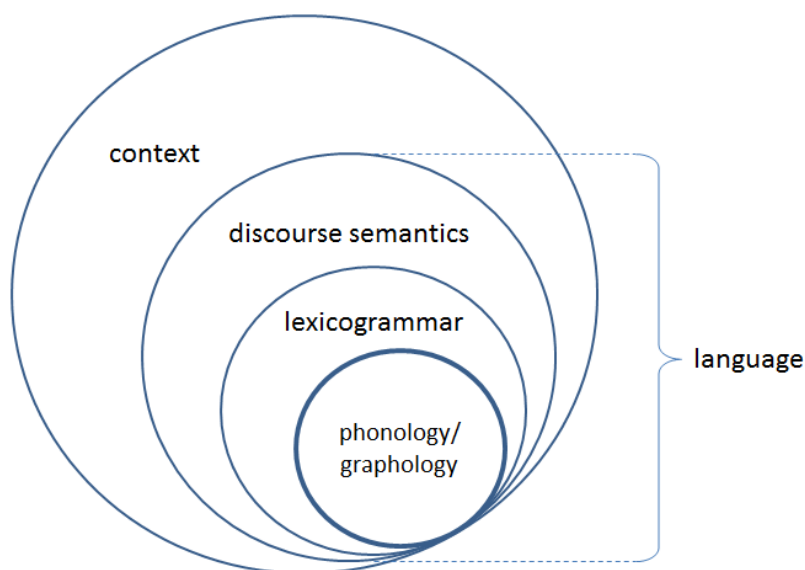 context
discourse semantics
lexicogrammar
language
phonology/
graphology